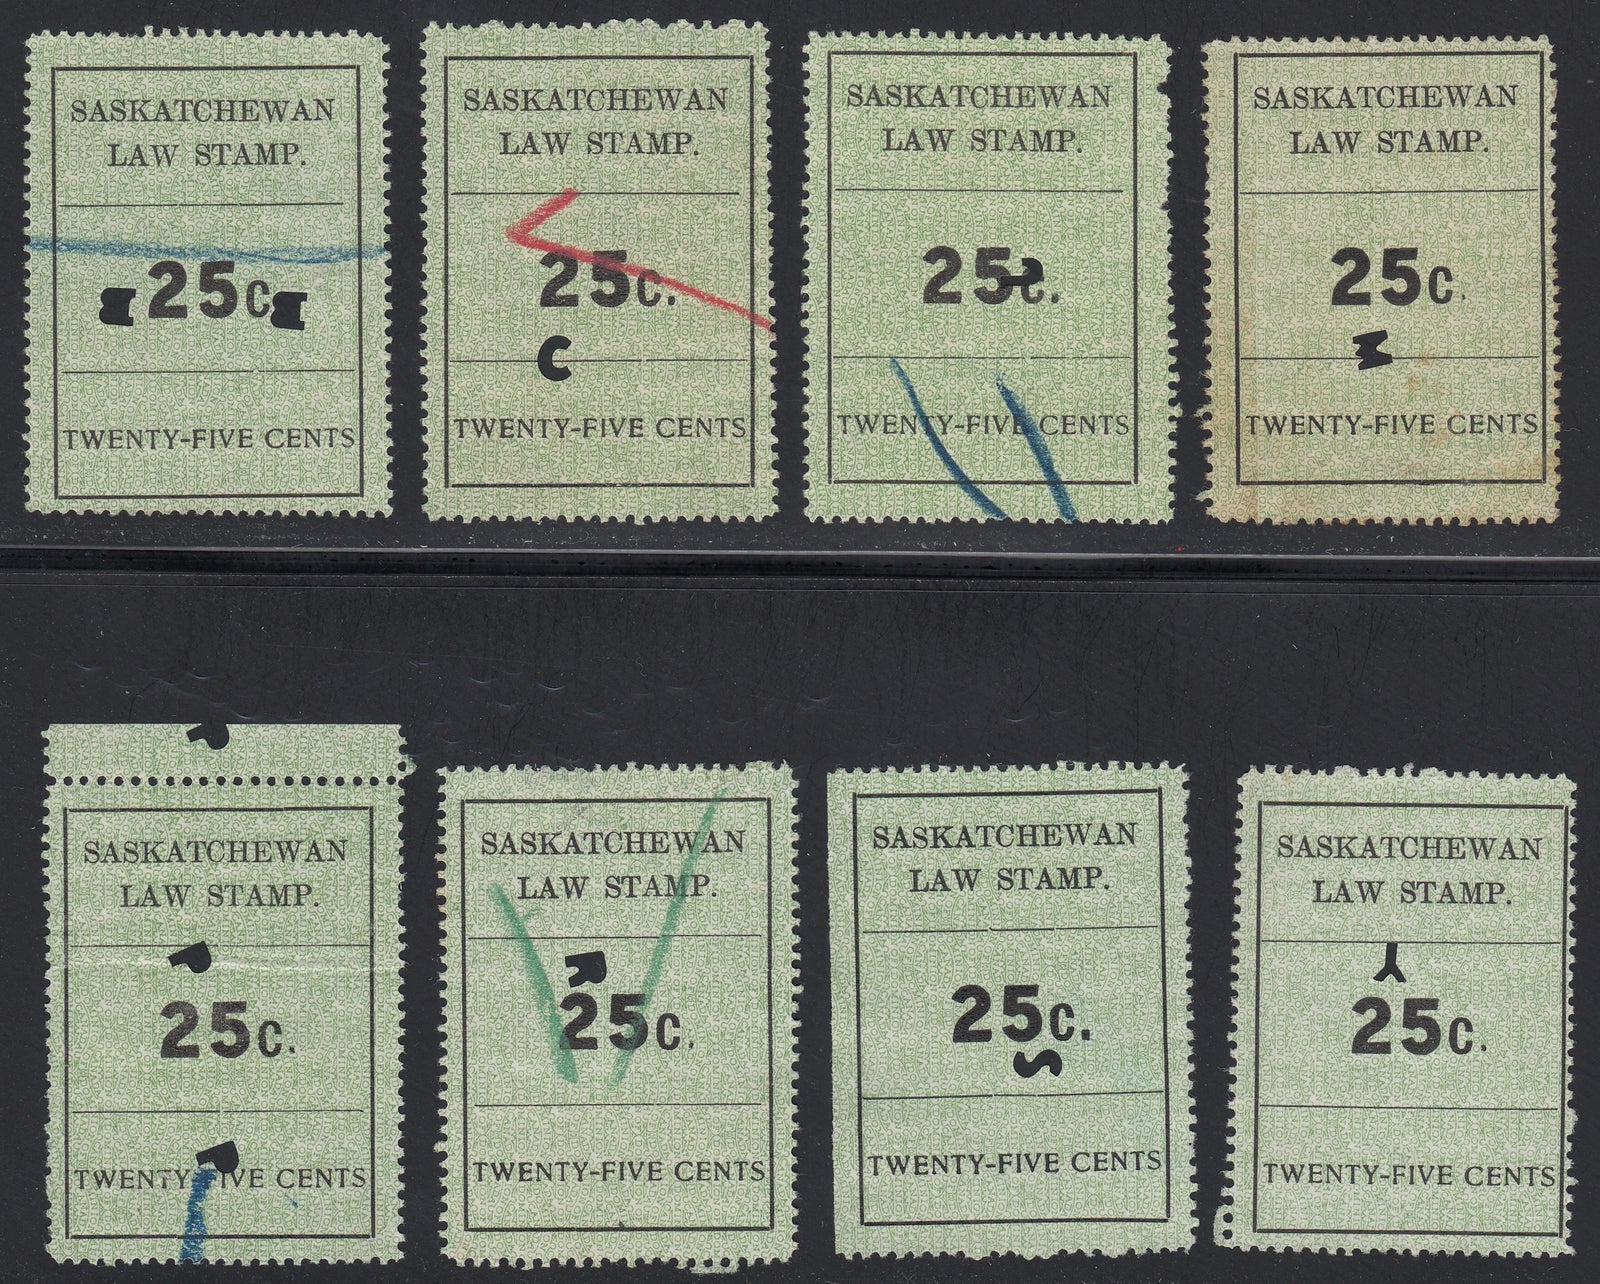 SASKATCHEWAN
LAW STAMP.
B 25c. B
TWENTY-FIVE CENTS
SASKATCHEWAN
LAW STAMP.
25c.
C
TWENTY-FIVE CENTS
SASKATCHEWAN
LAW STAMP.
25c.
TWENTY-FIVE CENTS
SASKATCHEWAN
LAW STAMP.
25c.
M
TWENTY-FIVE CENTS
P
SASKATCHEWAN
LAW STAMP.
P
25c.
P
TWENTY-FIVE CENTS
SASKATCHEWAN
LAW STAMP.
R
25c.
TWENTY-FIVE CENTS
SASKATCHEWAN
LAW STAMP.
25c.
S
TWENTY-FIVE CENTS
SASKATCHEWAN
LAW STAMP.
Y
25c.
TWENTY-FIVE CENTS